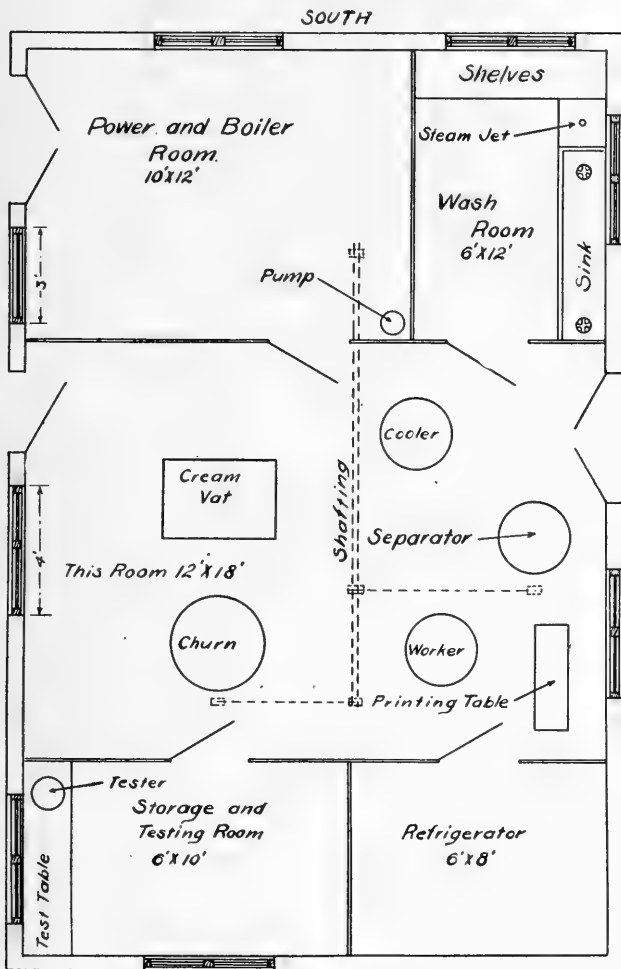 SOUTH
Shelves
Power and Boiler
Room.
10'X12'
Steam Jet
Wash
Room
6'X12'
Sink
3'
Pump
Cooler
Cream
Vat
Shafting
Separator
4'
This Room 12'X18'
Churn
Worker
Printing Table
Tester
Storage and
Testing Room
6'X10'
Refrigerator
6'X8'
Test Table